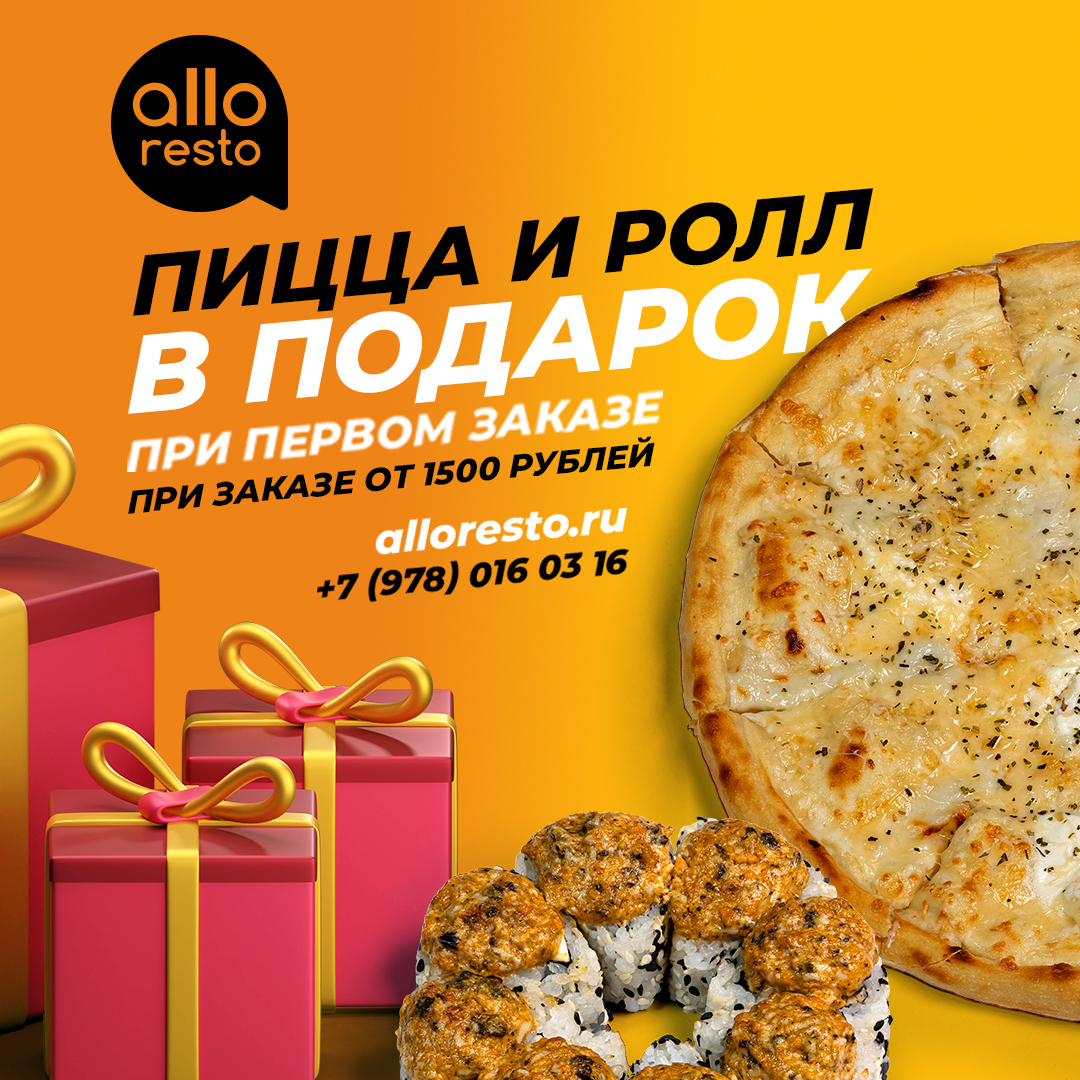 allo
resto
ПИЦЦА И РОЛЛ
В ПОДАРОК
ПРИ ПЕРВОМ ЗАКАЗЕ
ПРИ ЗАКАЗЕ ОТ 1500 РУБЛЕЙ
alloresto.ru
+7 (978) 016 03 16